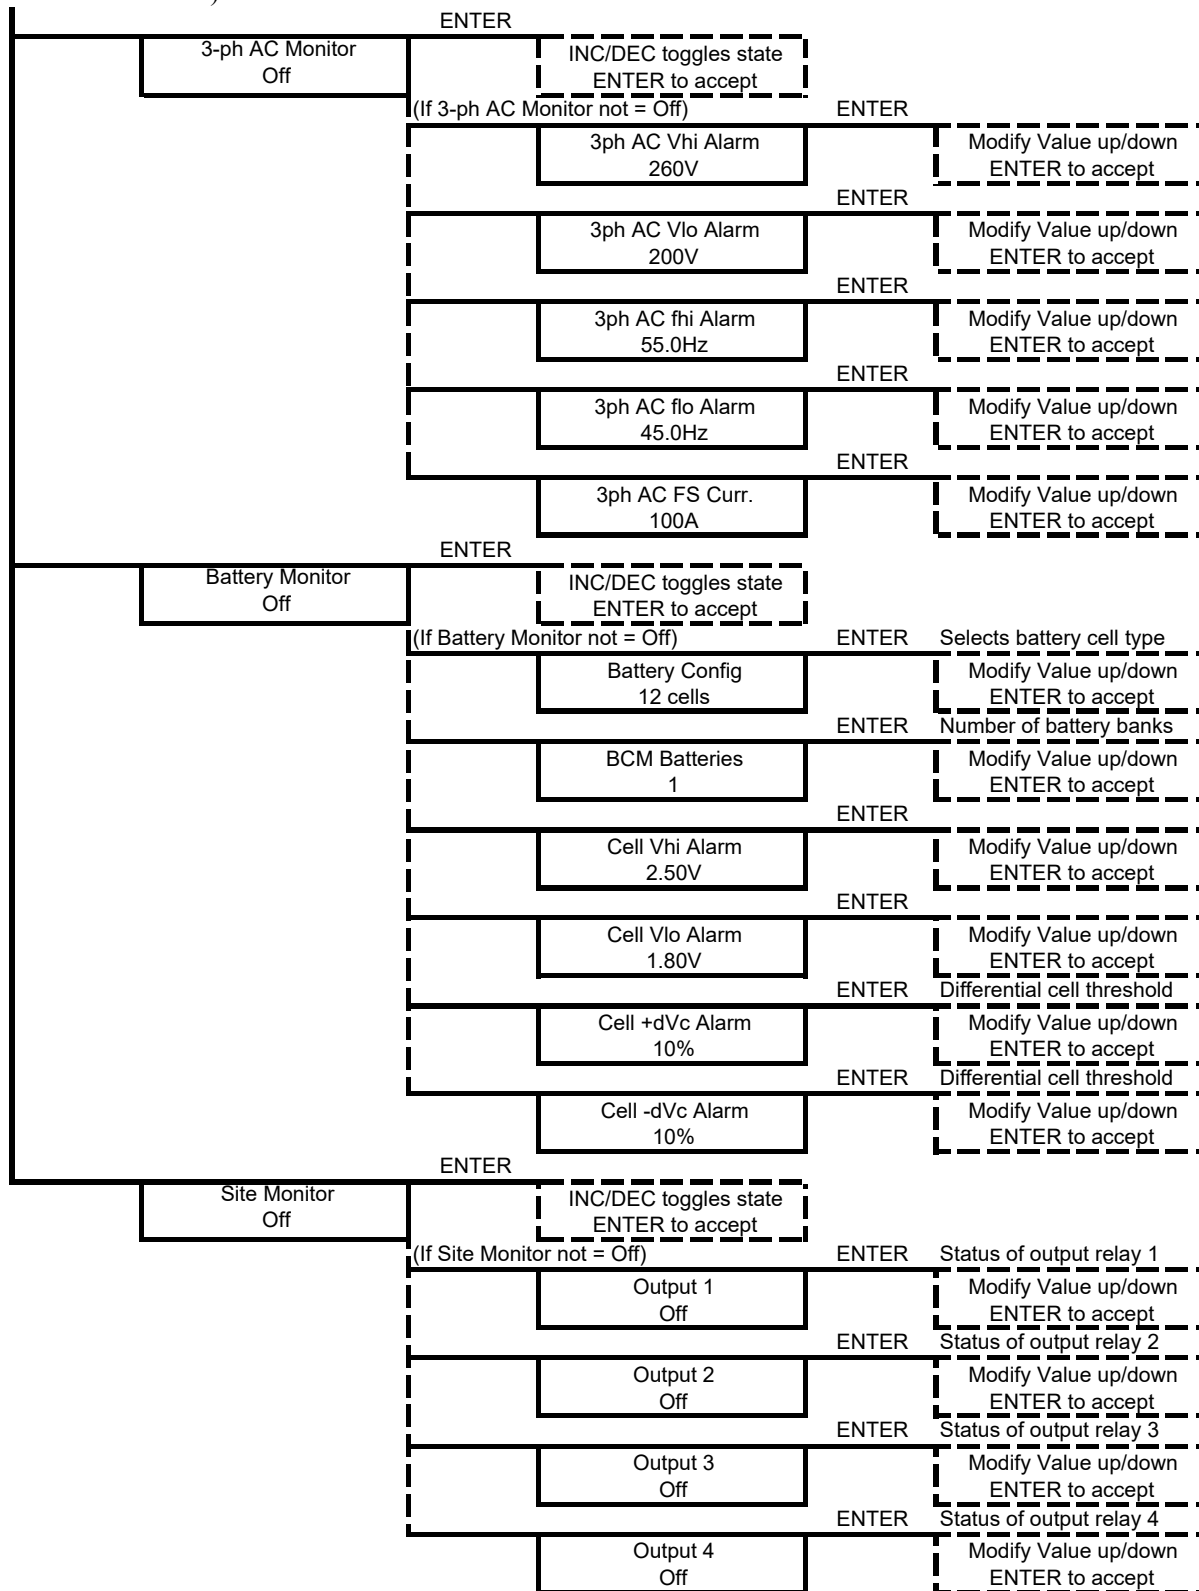 )
ENTER
3-ph AC Monitor
Off
INC/DEC toggles state
ENTER to accept
(If 3-ph AC Monitor not = Off)
ENTER
3ph AC Vhi Alarm
260V
Modify Value up/down
ENTER to accept
ENTER
3ph AC Vlo Alarm
200V
Modify Value up/down
ENTER to accept
ENTER
3ph AC fhi Alarm
55.0Hz
Modify Value up/down
ENTER to accept
ENTER
3ph AC flo Alarm
45.0Hz
Modify Value up/down
ENTER to accept
ENTER
3ph AC FS Curr.
100A
Modify Value up/down
ENTER to accept
ENTER
Battery Monitor
Off
INC/DEC toggles state
ENTER to accept
(If Battery Monitor not = Off)
ENTER
Selects battery cell type
Battery Config
12 cells
Modify Value up/down
ENTER to accept
ENTER
Number of battery banks
BCM Batteries
1
Modify Value up/down
ENTER to accept
ENTER
Cell Vhi Alarm
2.50V
Modify Value up/down
ENTER to accept
ENTER
Cell Vlo Alarm
1.80V
Modify Value up/down
ENTER to accept
ENTER
Differential cell threshold
Cell +dVc Alarm
10%
Modify Value up/down
ENTER to accept
ENTER
Differential cell threshold
Cell -dVc Alarm
10%
Modify Value up/down
ENTER to accept
ENTER
Site Monitor
Off
INC/DEC toggles state
ENTER to accept
(If Site Monitor not = Off)
ENTER
Status of output relay 1
Output 1
Off
Modify Value up/down
ENTER to accept
ENTER
Status of output relay 2
Output 2
Off
Modify Value up/down
ENTER to accept
ENTER
Status of output relay 3
Output 3
Off
Modify Value up/down
ENTER to accept
ENTER
Status of output relay 4
Output 4
Off
Modify Value up/down
ENTER to accept